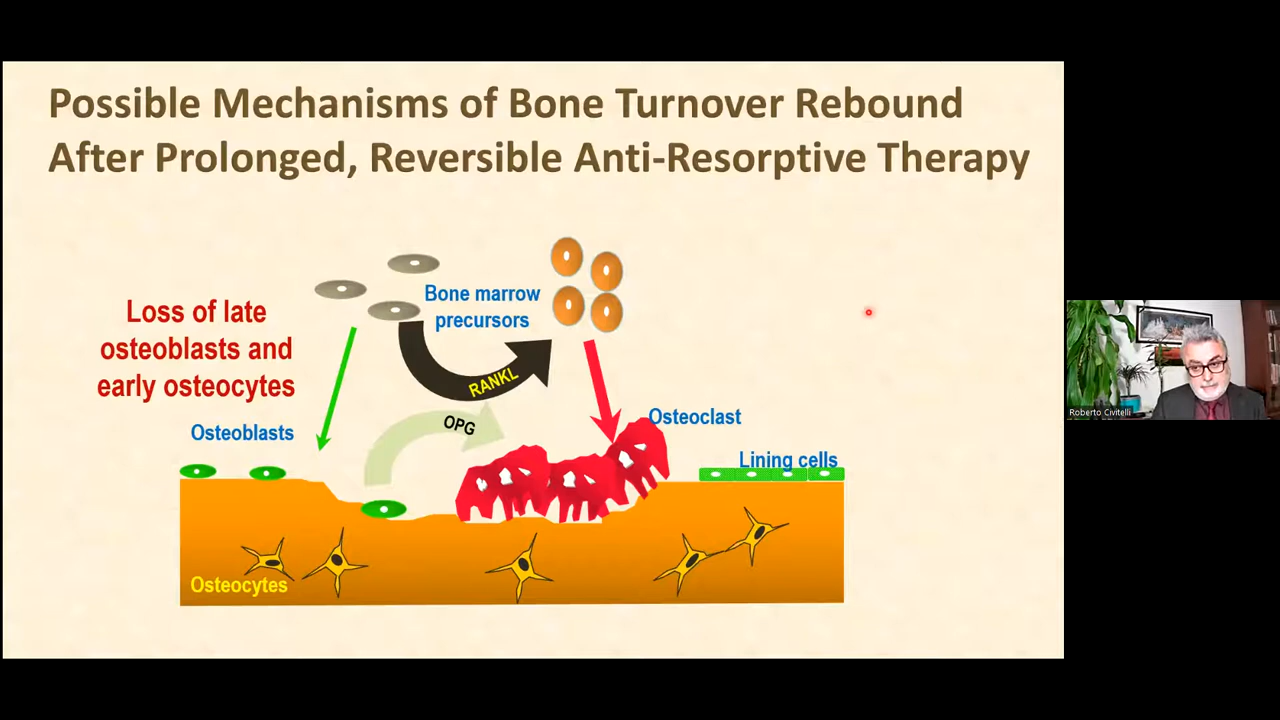 Possible Mechanisms of Bone Turnover Rebound
After Prolonged, Reversible Anti-Resorptive Therapy
Loss of late
osteoblasts and
early osteocytes
Bone marrow
precursors
RANKL
OPG
Osteoblasts
Osteoclast
Lining cells
Osteocytes
Roberto Civitelli